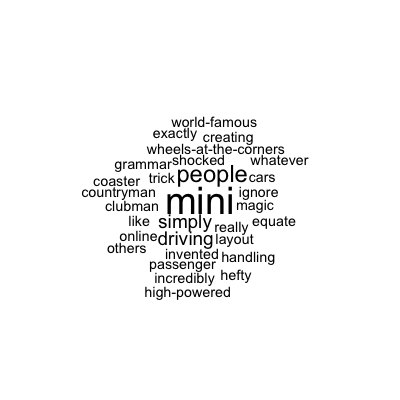 world-famous
exactly creating
wheels-at-the-corners
grammar shocked whatever
coaster trick people cars
countryman mini ignore
clubman magic
like simply really equate
online driving layout
others invented handling
passenger
incredibly hefty
high-powered